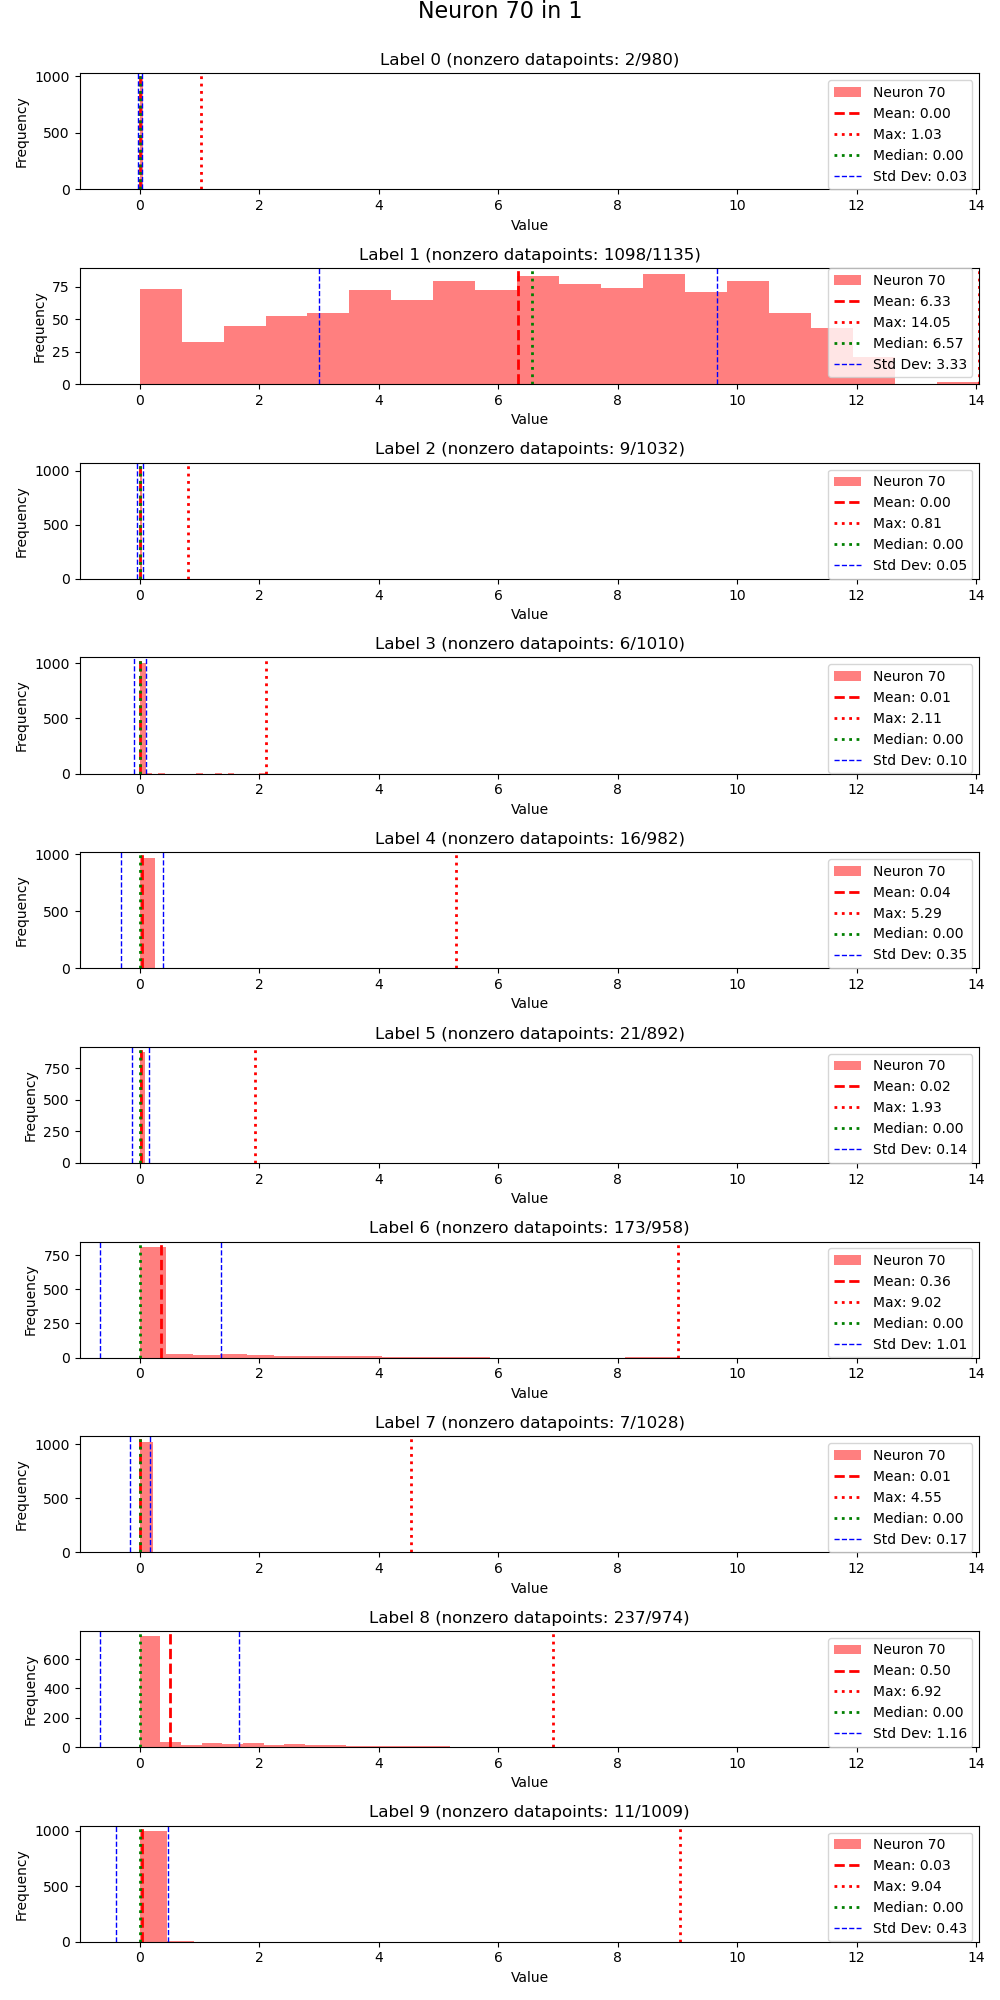 Neuron 70 in 1
Label 0 (nonzero datapoints: 2/980)
Frequency
1000
500
0
Neuron 70
Mean: 0.00
Max: 1.03
Median: 0.00
Std Dev: 0.03
0 2 4 6 8 10 12 14
Value
Label 1 (nonzero datapoints: 1098/1135)
Frequency
75
50
25
0
Neuron 70
Mean: 6.33
Max: 14.05
Median: 6.57
Std Dev: 3.33
0 2 4 6 8 10 12 14
Value
Label 2 (nonzero datapoints: 9/1032)
Frequency
1000
500
0
Neuron 70
Mean: 0.00
Max: 0.81
Median: 0.00
Std Dev: 0.05
0 2 4 6 8 10 12 14
Value
Label 3 (nonzero datapoints: 6/1010)
Frequency
1000
500
0
Neuron 70
Mean: 0.01
Max: 2.11
Median: 0.00
Std Dev: 0.10
0 2 4 6 8 10 12 14
Value
Label 4 (nonzero datapoints: 16/982)
Frequency
1000
500
0
Neuron 70
Mean: 0.04
Max: 5.29
Median: 0.00
Std Dev: 0.35
0 2 4 6 8 10 12 14
Value
Label 5 (nonzero datapoints: 21/892)
Frequency
750
500
250
0
Neuron 70
Mean: 0.02
Max: 1.93
Median: 0.00
Std Dev: 0.14
0 2 4 6 8 10 12 14
Value
Label 6 (nonzero datapoints: 173/958)
Frequency
750
500
250
0
Neuron 70
Mean: 0.36
Max: 9.02
Median: 0.00
Std Dev: 1.01
0 2 4 6 8 10 12 14
Value
Label 7 (nonzero datapoints: 7/1028)
Frequency
1000
500
0
Neuron 70
Mean: 0.01
Max: 4.55
Median: 0.00
Std Dev: 0.17
0 2 4 6 8 10 12 14
Value
Label 8 (nonzero datapoints: 237/974)
Frequency
600
400
200
0
Neuron 70
Mean: 0.50
Max: 6.92
Median: 0.00
Std Dev: 1.16
0 2 4 6 8 10 12 14
Value
Label 9 (nonzero datapoints: 11/1009)
Frequency
1000
500
0
Neuron 70
Mean: 0.03
Max: 9.04
Median: 0.00
Std Dev: 0.43
0 2 4 6 8 10 12 14
Value